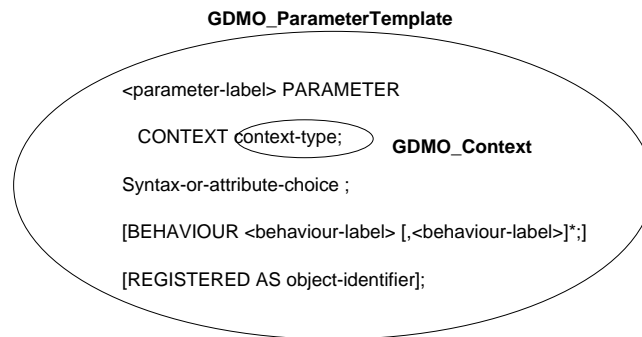 GDMO_ParameterTemplate
<parameter-label> PARAMETER
CONTEXT context-type;
GDMO_Context
Syntax-or-attribute-choice ;
[BEHAVIOUR <behaviour-label> [,<behaviour-label>]*;]
[REGISTERED AS object-identifier];